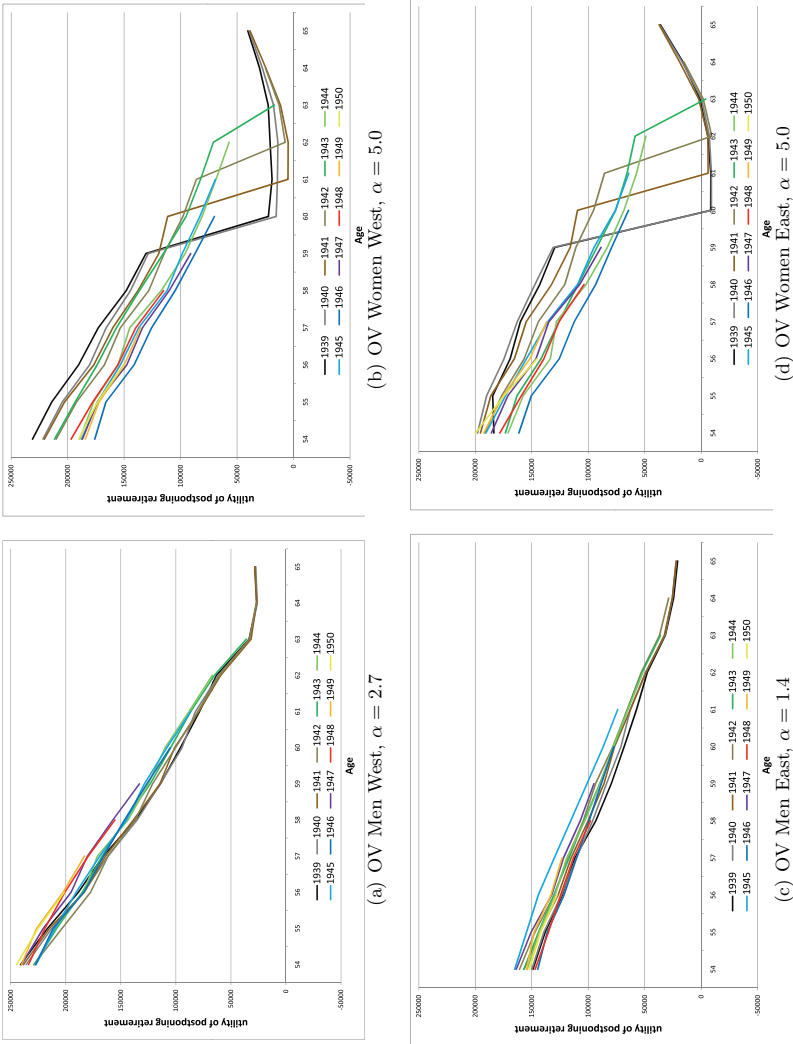 utility of postponing retirement
250000
200000
150000
100000
50000
0
-50000
54 55 56 57 58 59 60 61 62 63 64 65
Age
1939 1940 1941 1942 1943 1944
1945 1946 1947 1948 1949 1950
(a) OV Men West, α = 2.7
utility of postponing retirement
250000
200000
150000
100000
50000
0
-50000
54 55 56 57 58 59 60 61 62 63 64 65
Age
1939 1940 1941 1942 1943 1944
1945 1946 1947 1948 1949 1950
(b) OV Women West, α = 5.0
utility of postponing retirement
250000
200000
150000
100000
50000
0
-50000
54 55 56 57 58 59 60 61 62 63 64 65
Age
1939 1940 1941 1942 1943 1944
1945 1946 1947 1948 1949 1950
(c) OV Men East, α = 1.4
utility of postponing retirement
250000
200000
150000
100000
50000
0
-50000
54 55 56 57 58 59 60 61 62 63 64 65
Age
1939 1940 1941 1942 1943 1944
1945 1946 1947 1948 1949 1950
(d) OV Women East, α = 5.0